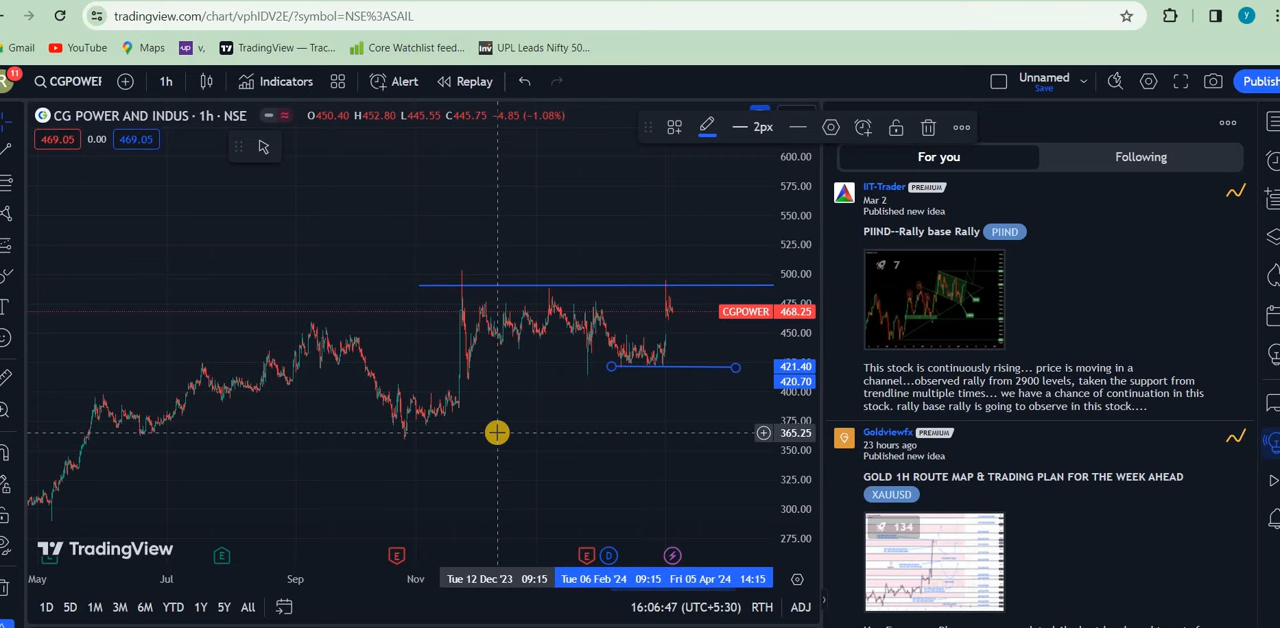 tradingview.com/chart/vphIDV2E/?symbol=NSE%3ASAIL
y
Gmail YouTube Maps up v, TradingView — Trac... Core Watchlist feed... Inv UPL Leads Nifty 50...
R 11 CGPOWER 1h Indicators Alert Replay Unnamed Save Publish
CG POWER AND INDUS · 1h · NSE O450.40 H452.80 L445.55 C445.75 -4.85 (-1.08%)
469.05 0.00 469.05
2px
600.00
575.00
550.00
525.00
500.00
475.00
CGPOWER 468.25
450.00
421.40
420.70
400.00
375.00
365.25
350.00
325.00
300.00
275.00
TradingView
E E E D
May Jul Sep Nov Tue 12 Dec '23 09:15 Tue 06 Feb '24 09:15 Fri 05 Apr '24 14:15
1D 5D 1M 3M 6M YTD 1Y 5Y All 16:06:47 (UTC+5:30) RTH ADJ
For you Following
IIT-Trader PREMIUM
Mar 2
Published new idea
PIIND--Rally base Rally PIIND
7
This stock is continuously rising... price is moving in a
channel...observed rally from 2900 levels, taken the support from
trendline multiple times... we have a chance of continuation in this
stock. rally base rally is going to observe in this stock....
Goldviewfx PREMIUM
23 hours ago
Published new idea
GOLD 1H ROUTE MAP & TRADING PLAN FOR THE WEEK AHEAD
XAUUSD
134